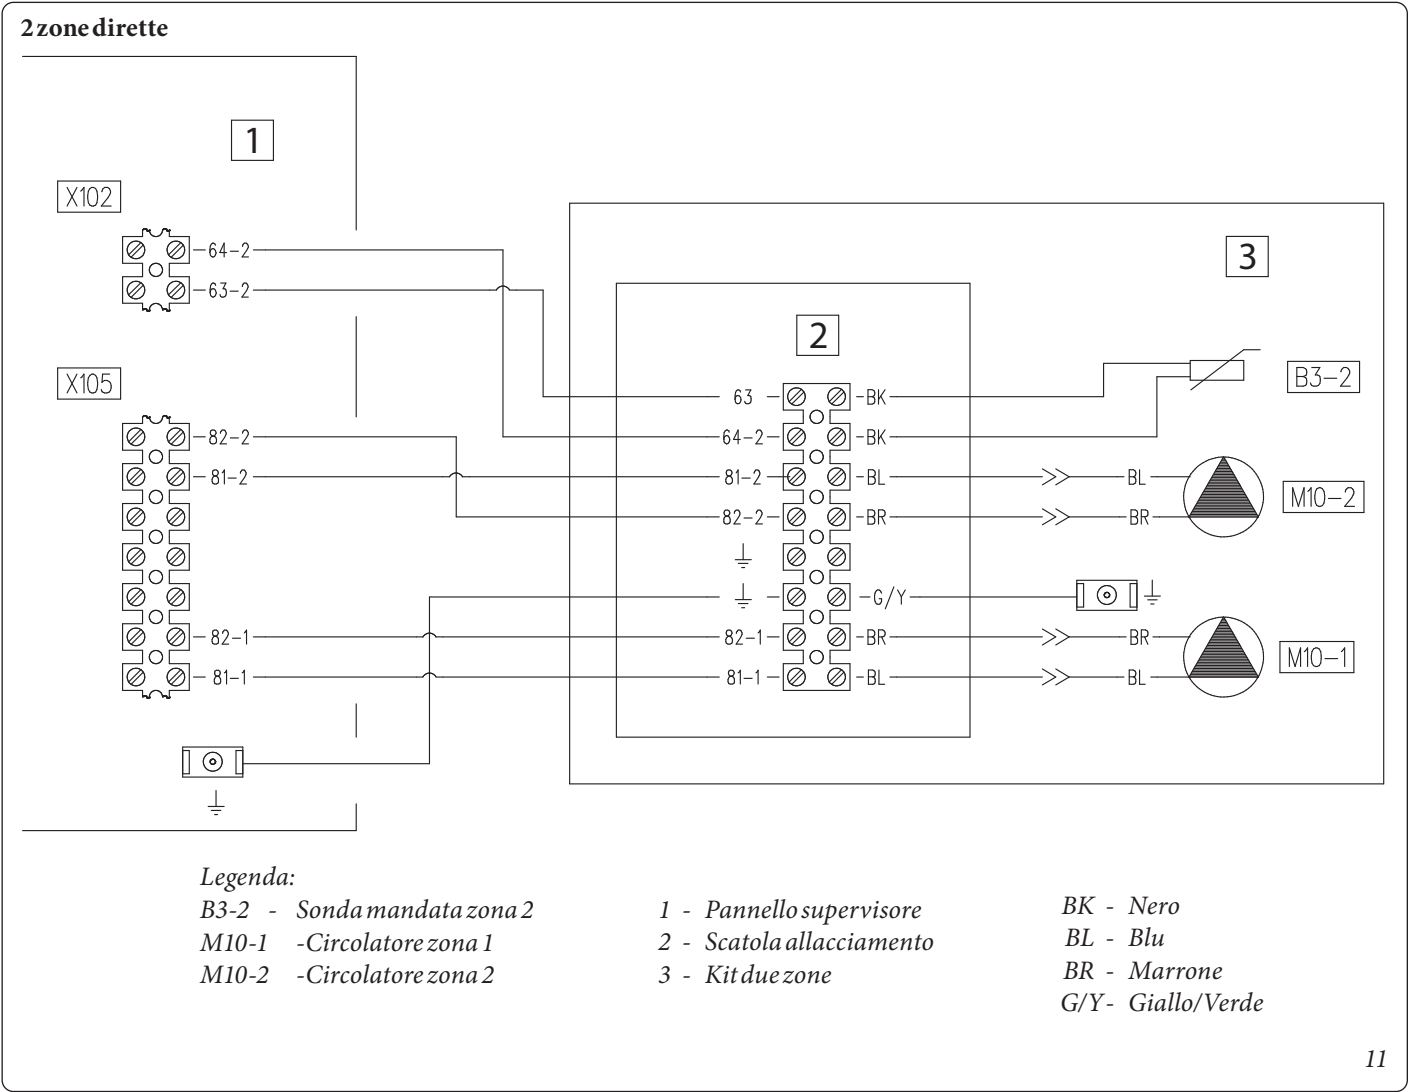 2 zone dirette
1
X102
64-2
63-2
3
2
X105
B3-2
63 BK
64-2 BK
82-2
81-2
81-2 BL BL
M10-2
82-2 BR BR
G/Y
82-1 82-1 BR BR
M10-1
81-1 81-1 BL BL
Legenda:
B3-2 - Sonda mandata zona 2
M10-1 -Circolatore zona 1
M10-2 -Circolatore zona 2
1 - Pannello supervisore
2 - Scatola allacciamento
3 - Kit due zone
BK - Nero
BL - Blu
BR - Marrone
G/Y - Giallo/Verde
11